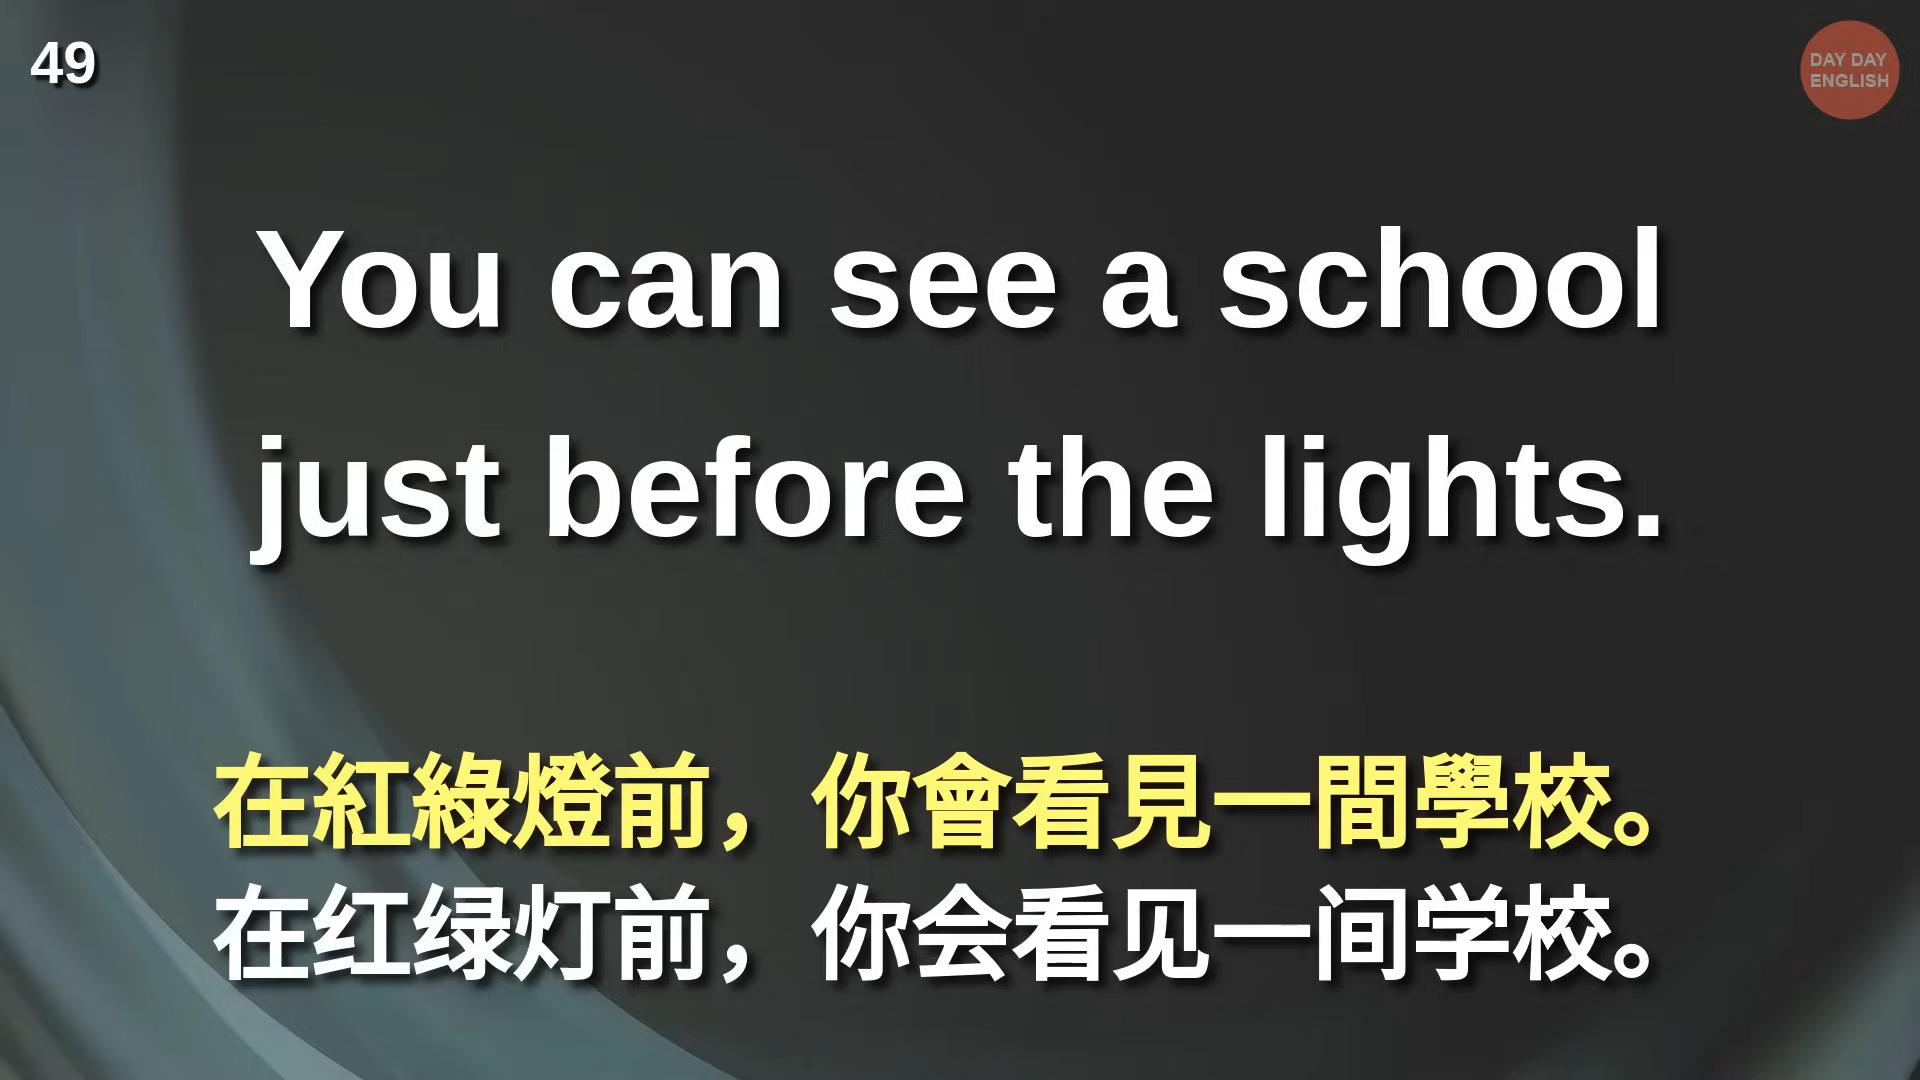 49
DAY DAY
ENGLISH
You can see a school
just before the lights.
在紅綠燈前，你會看見一間學校。
在红绿灯前，你会看见一间学校。